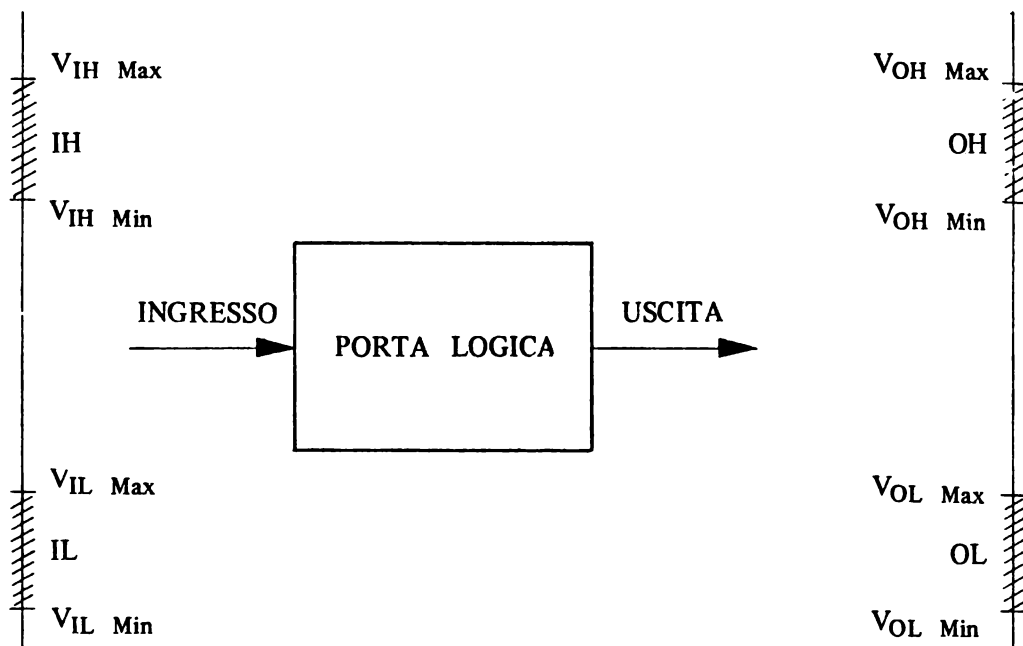 V_IH Max
V_OH Max
IH
OH
V_IH Min
V_OH Min
INGRESSO
USCITA
PORTA LOGICA
V_IL Max
V_OL Max
IL
OL
V_IL Min
V_OL Min